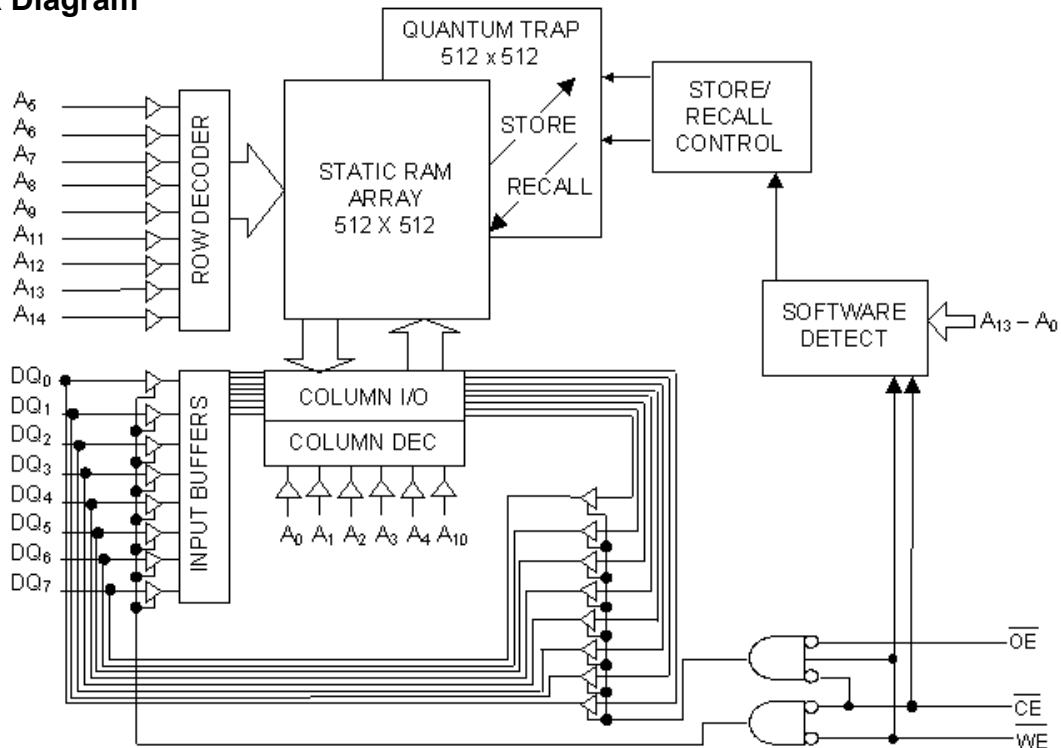 Diagram
QUANTUM TRAP
512 x 512
STORE
RECALL
STORE/
RECALL
CONTROL
A5
A6
A7
A8
A9
A11
A12
A13
A14
ROW DECODER
STATIC RAM
ARRAY
512 X 512
SOFTWARE
DETECT
A13 – A0
DQ0
DQ1
DQ2
DQ3
DQ4
DQ5
DQ6
DQ7
INPUT BUFFERS
COLUMN I/O
COLUMN DEC
A0 A1 A2 A3 A4 A10
OE
CE
WE